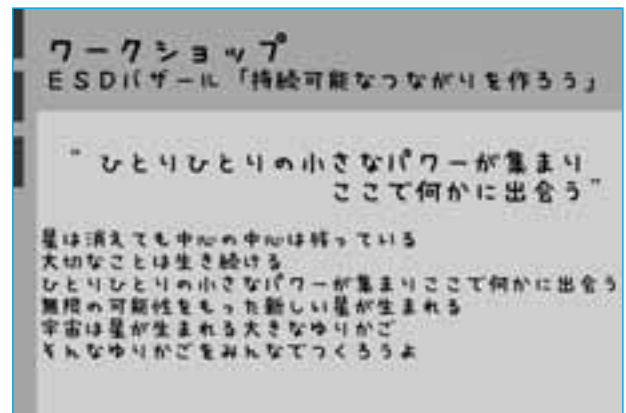 ワークショップ
ESDバザール「持続可能なつながりを作ろう」
"ひとりひとりの小さなパワーが集まり
ここで何かに出会う"
星は消えても中心の中心は残っている
大切なことは生き続ける
ひとりひとりの小さなパワーが集まりここで何かに出会う
無限の可能性をもった新しい星が生まれる
宇宙は星が生まれる大きなゆりかご
そんなゆりかごをみんなでつくろうよ